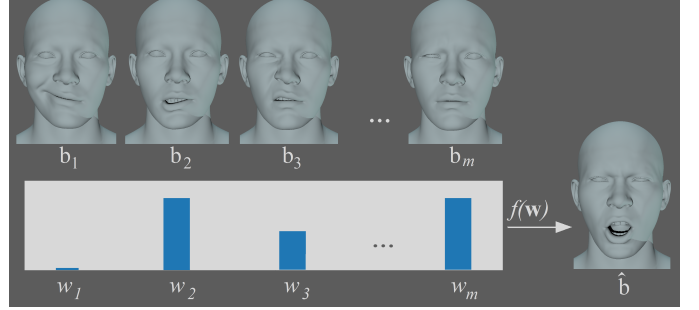 b₁ b₂ b₃ ... bₘ
f(w)
w₁ w₂ w₃ ... wₘ
b̂